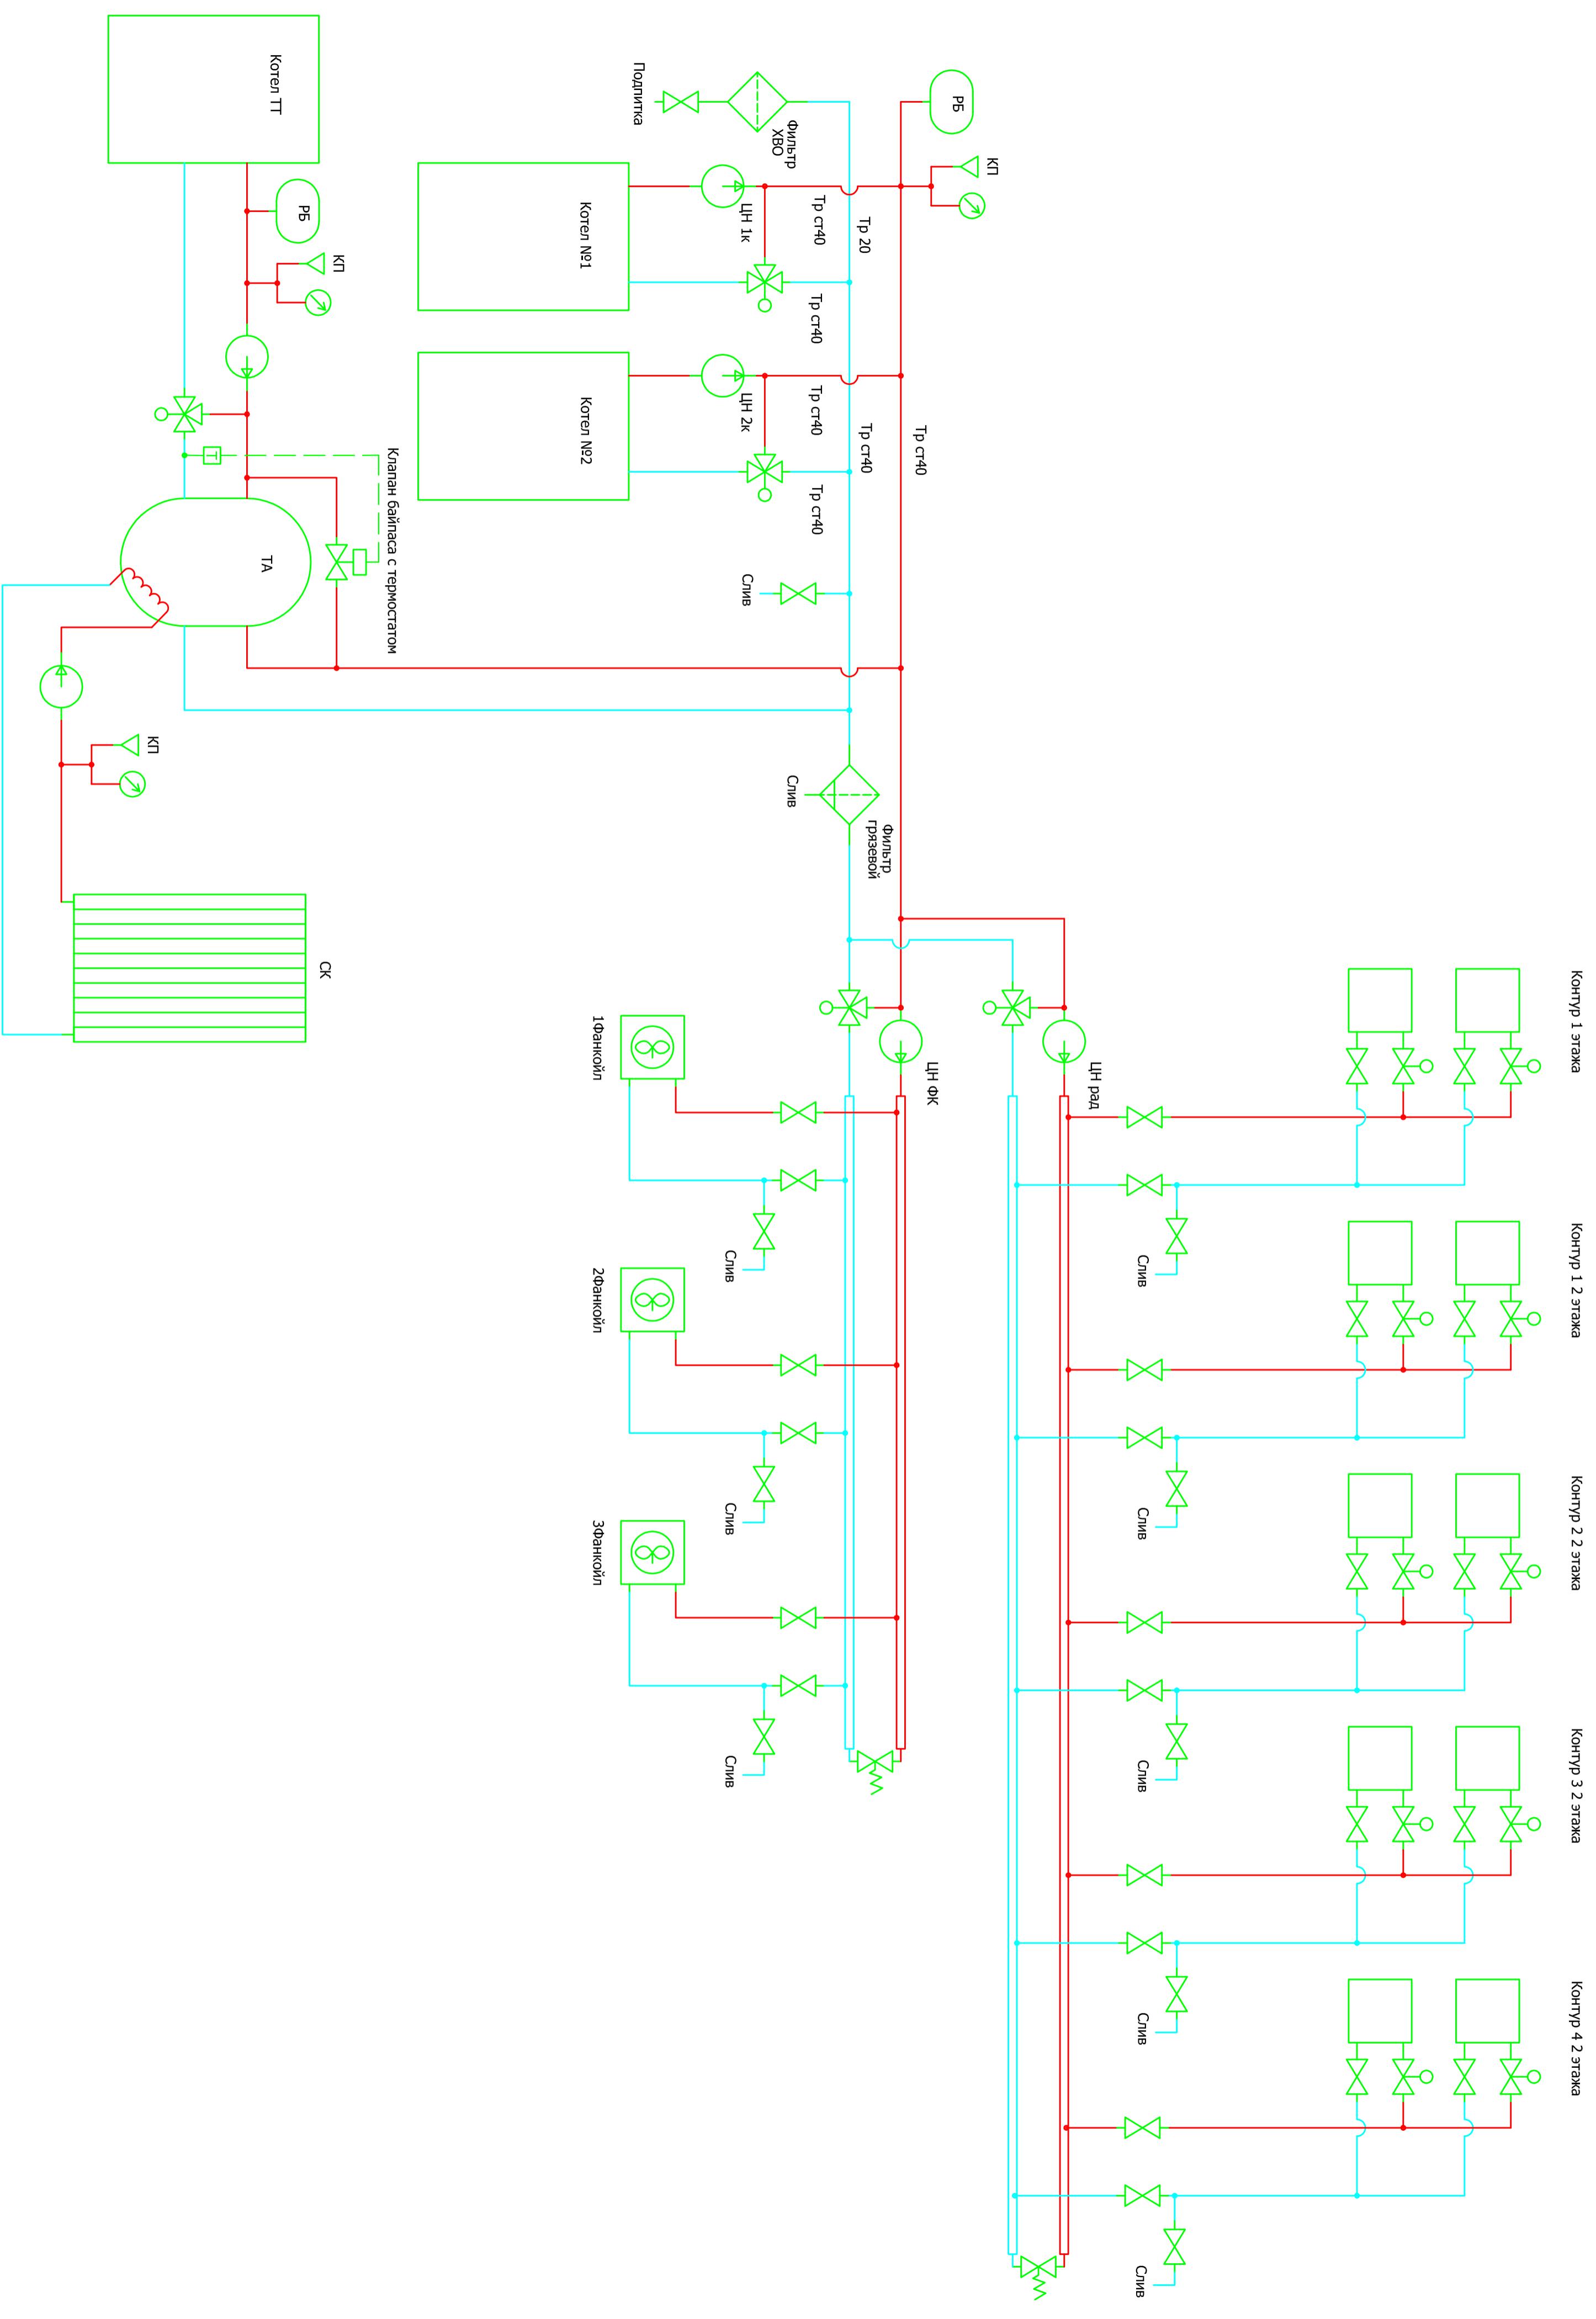 Контур 1 этажа
Контур 1 2 этажа
Контур 2 2 этажа
Контур 3 2 этажа
Контур 4 2 этажа
Слив
Слив
Слив
Слив
Слив
ЦН рад
КП
РБ
ЦН ФК
Тр ст40
Фильтр
грязевой
Тр 20
Тр ст40
Тр ст40
Тр ст40
Тр ст40
Тр ст40
Фильтр
ХВО
Слив
ЦН 1к
ЦН 2к
Слив
Слив
Слив
Слив
Подпитка
1Фанкойл
2Фанкойл
3Фанкойл
Котел №1
Котел №2
Клапан байпаса с термостатом
КП
СК
РБ
Котел ТТ
ТА
КП